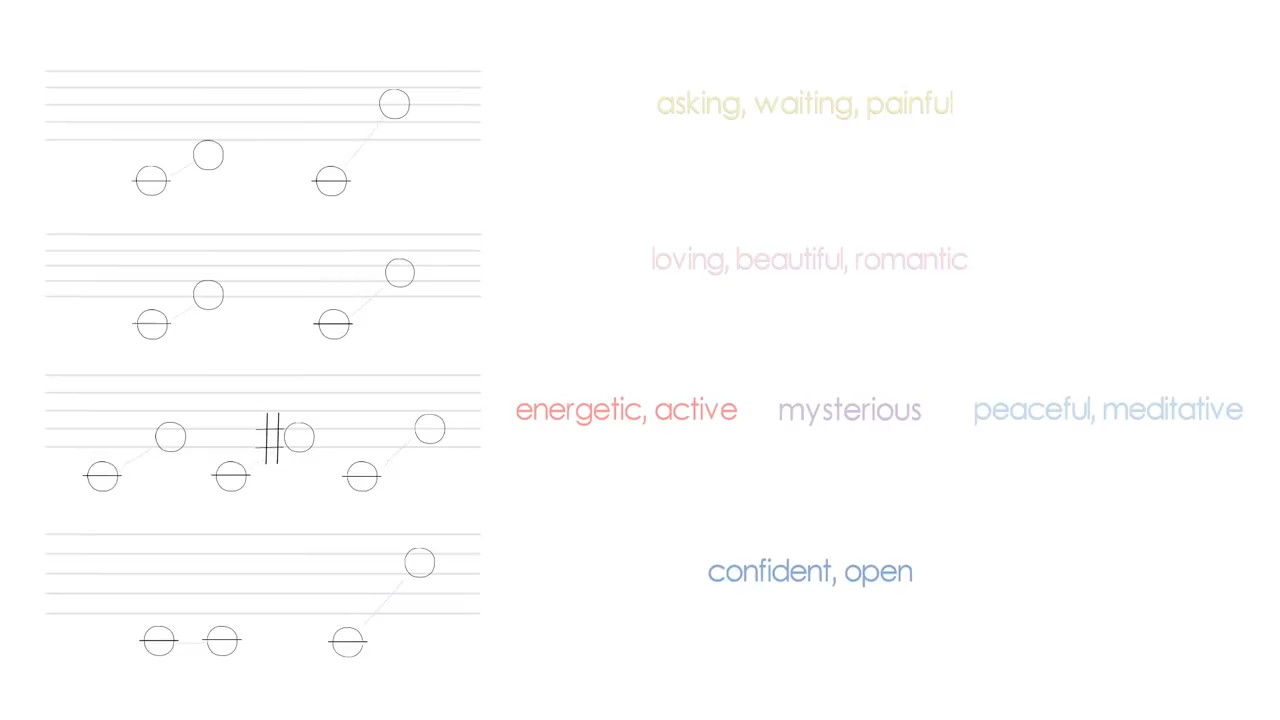 asking, waiting, painful
loving, beautiful, romantic
energetic, active mysterious peaceful, meditative
confident, open